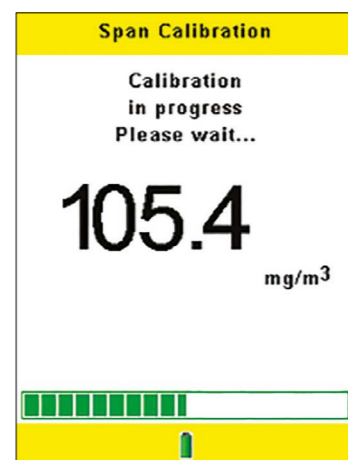 Span Calibration
Calibration
in progress
Please wait...
105.4
mg/m³